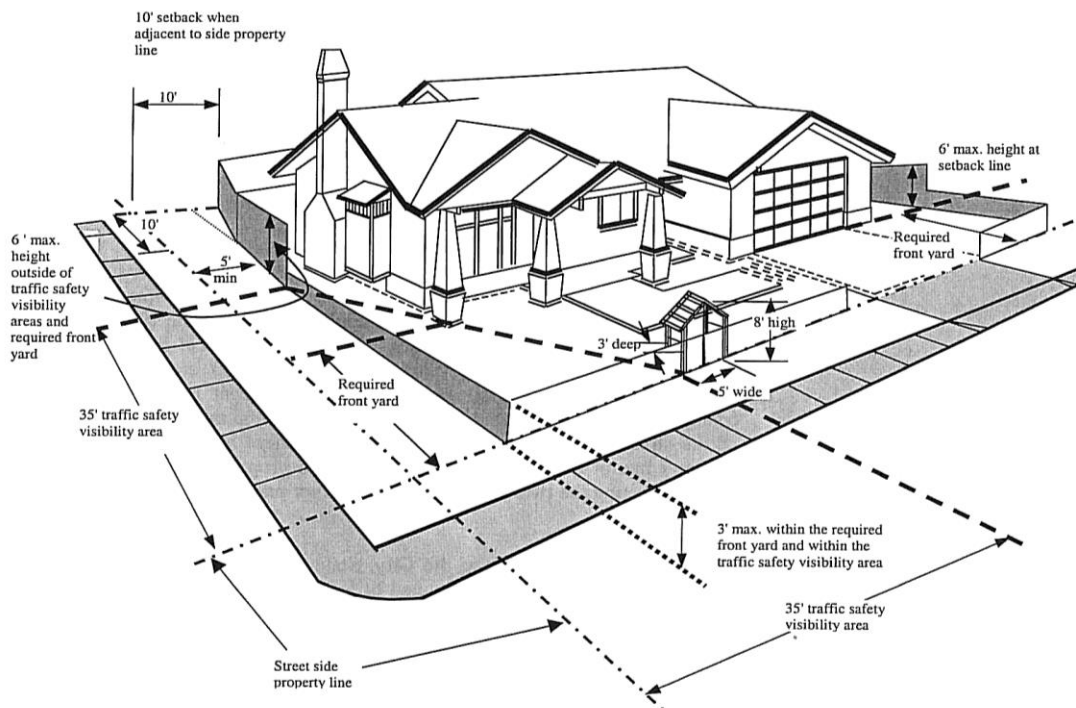 10' setback when
adjacent to side property
line
10'
6' max. height at
setback line
10'
6 ' max.
height
outside of
traffic safety
visibility
areas and
required front
yard
5'
min
Required
front yard
8' high
3' deep
5' wide
Required
front yard
35' traffic safety
visibility area
3' max. within the required
front yard and within the
traffic safety visibility area
35' traffic safety
visibility area
Street side
property line